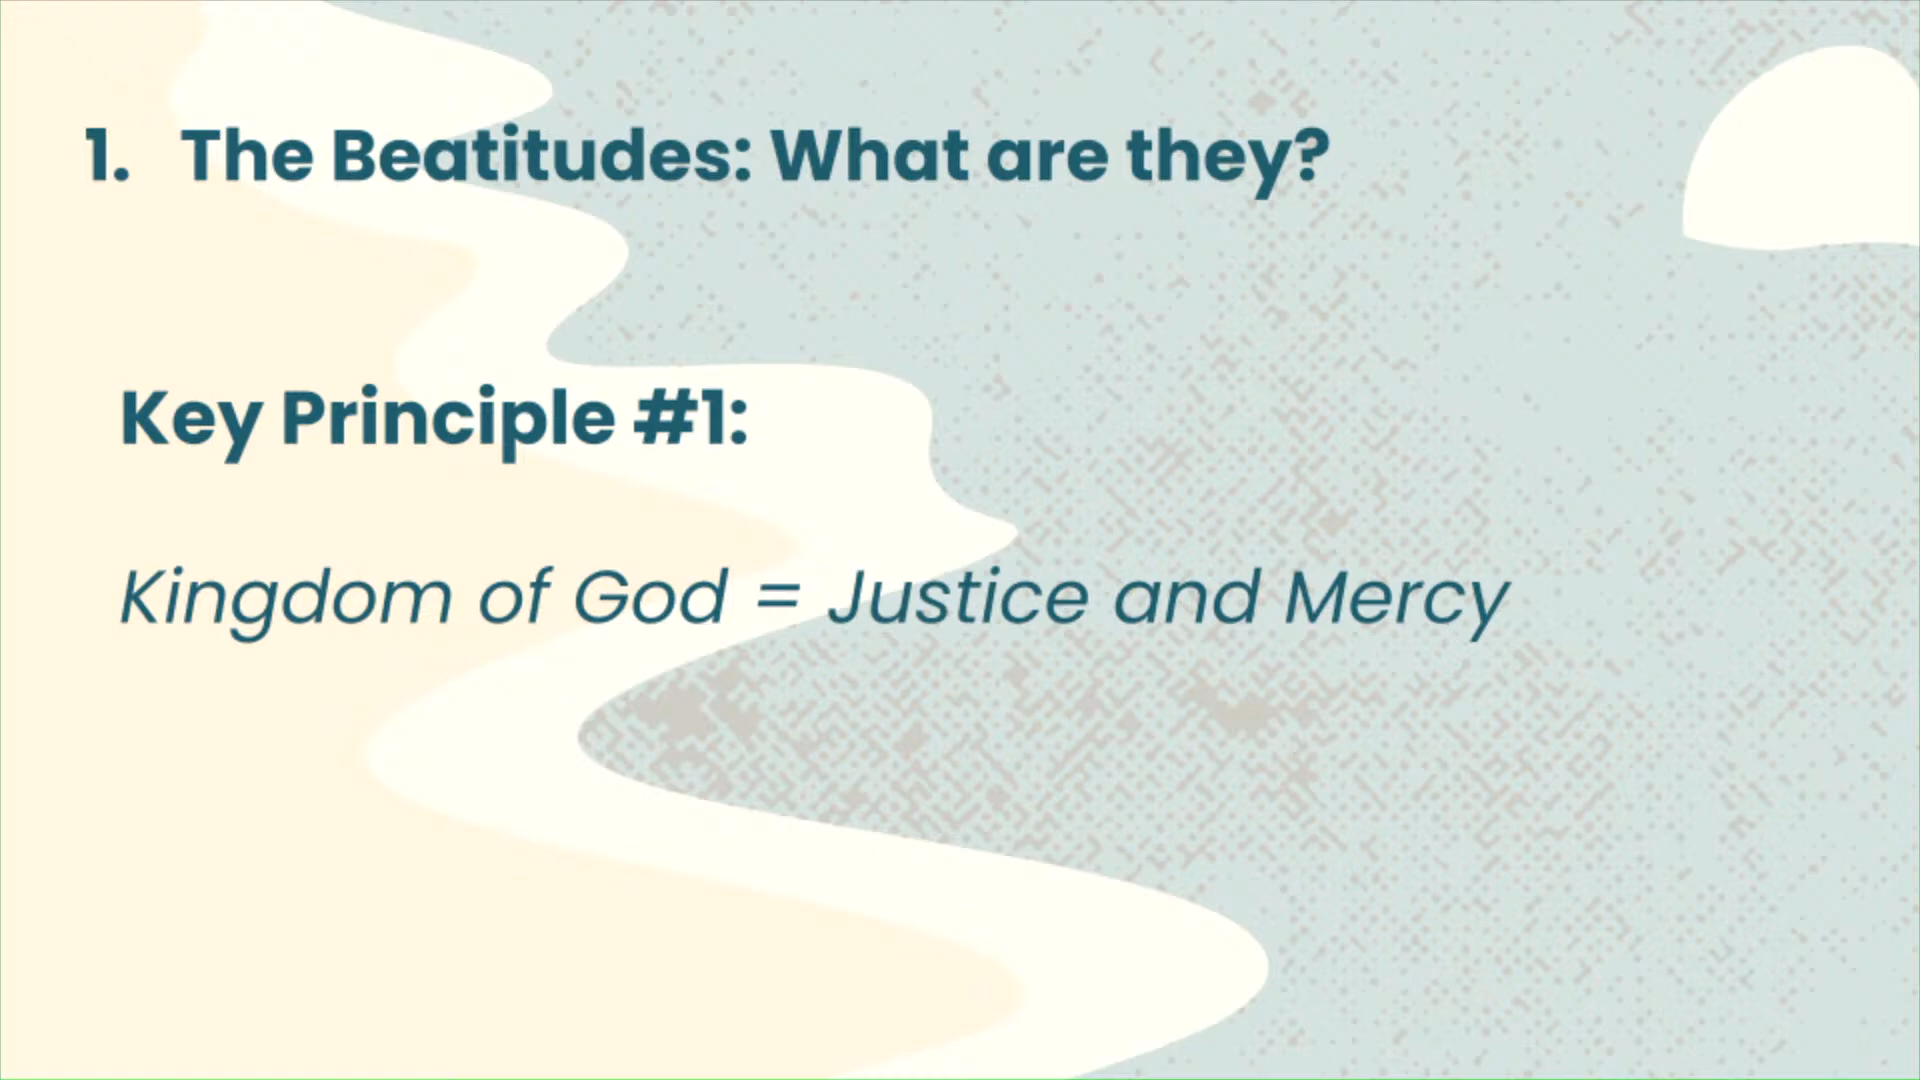 1. The Beatitudes: What are they?
Key Principle #1:
Kingdom of God = Justice and Mercy